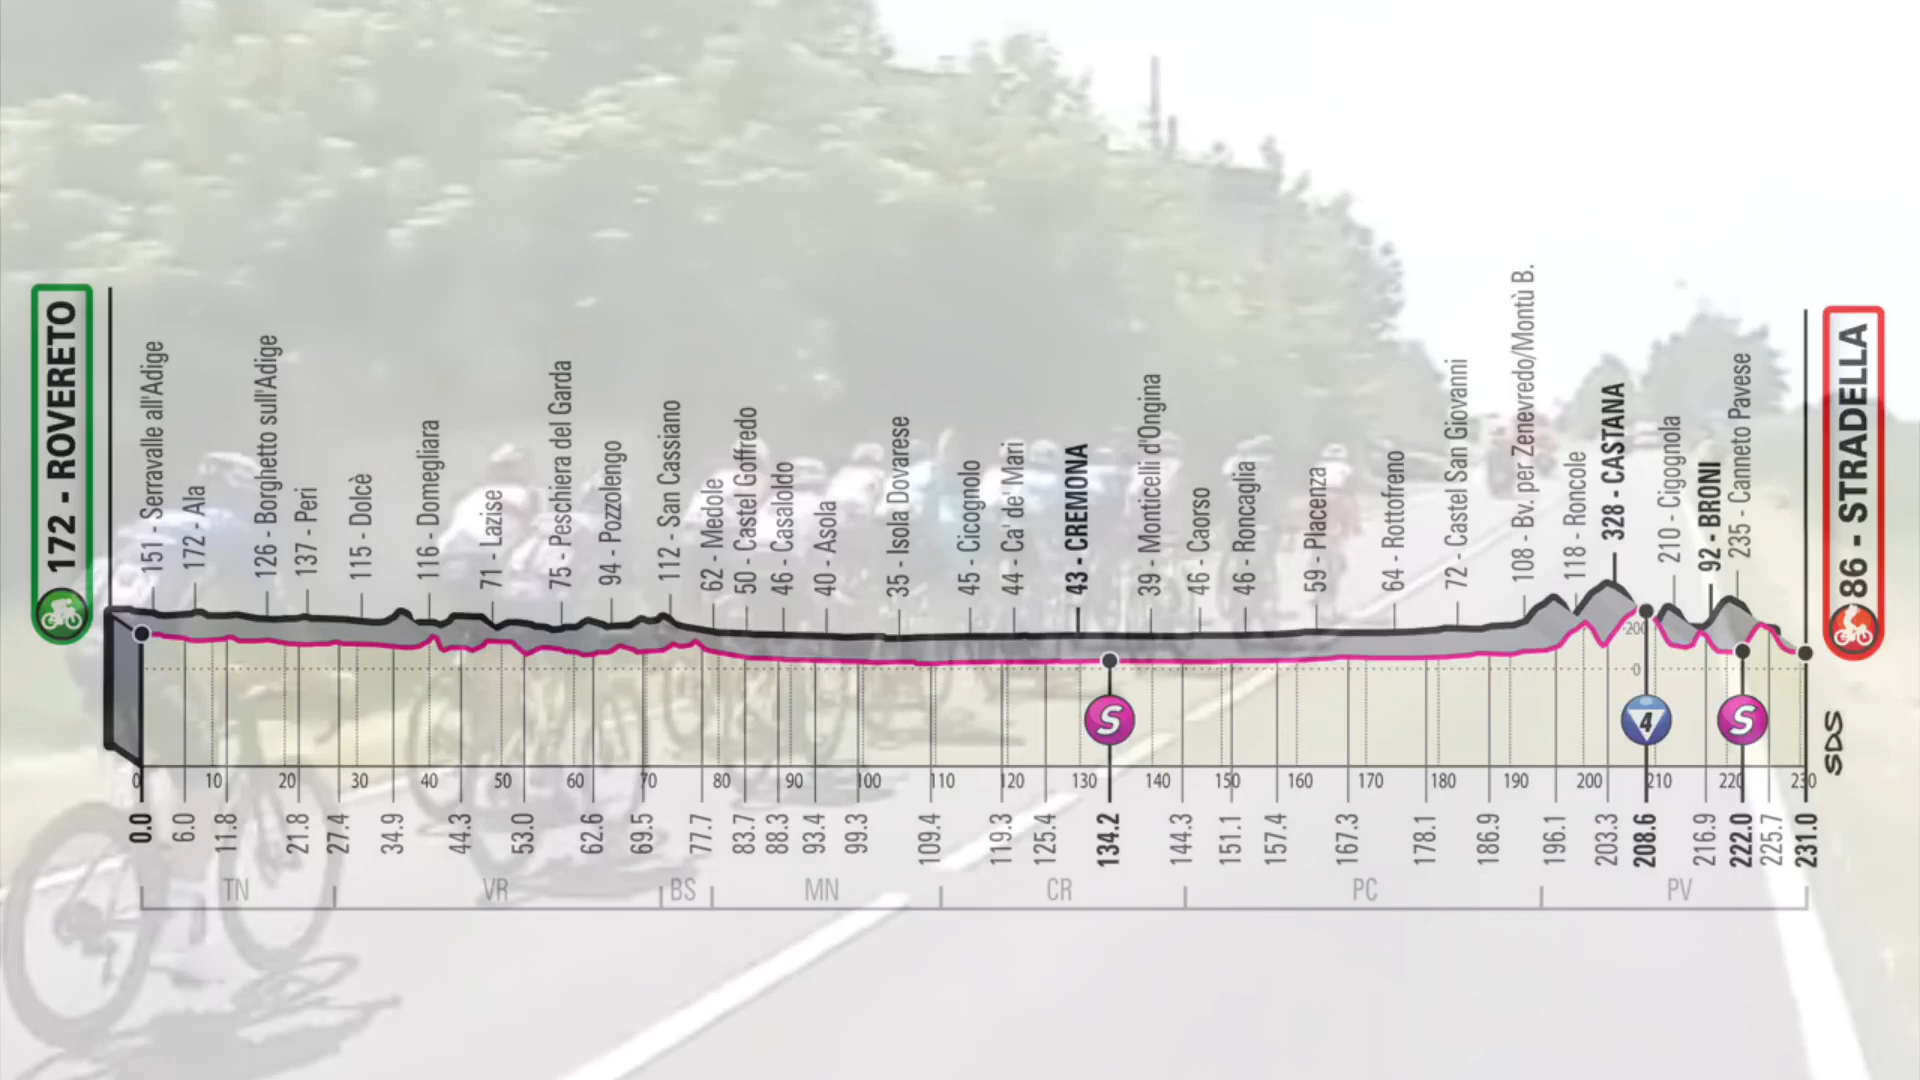 172 - ROVERETO
151 - Serravalle all'Adige
172 - Ala
126 - Borghetto sull'Adige
137 - Peri
115 - Dolcè
116 - Domegliara
71 - Lazise
75 - Peschiera del Garda
94 - Pozzolengo
112 - San Cassiano
62 - Medole
50 - Castel Goffredo
46 - Casaloldo
40 - Asola
35 - Isola Dovarese
45 - Cicognolo
44 - Ca' de' Mari
43 - CREMONA
39 - Monticelli d'Ongina
46 - Caorso
46 - Roncaglia
59 - Piacenza
64 - Rottofreno
72 - Castel San Giovanni
108 - Bv. per Zenevredo/Montù B.
118 - Roncole
328 - CASTANA
210 - Cigognola
92 - BRONI
235 - Canneto Pavese
86 - STRADELLA
200
0
S
4
S
SDS
0 10 20 30 40 50 60 70 80 90 100 110 120 130 140 150 160 170 180 190 200 210 220 230
0.0
6.0
11.8
21.8
27.4
34.9
44.3
53.0
62.6
69.5
77.7
83.7
88.3
93.4
99.3
109.4
119.3
125.4
134.2
144.3
151.1
157.4
167.3
178.1
186.9
196.1
203.3
208.6
216.9
222.0
225.7
231.0
TN VR BS MN CR PC PV